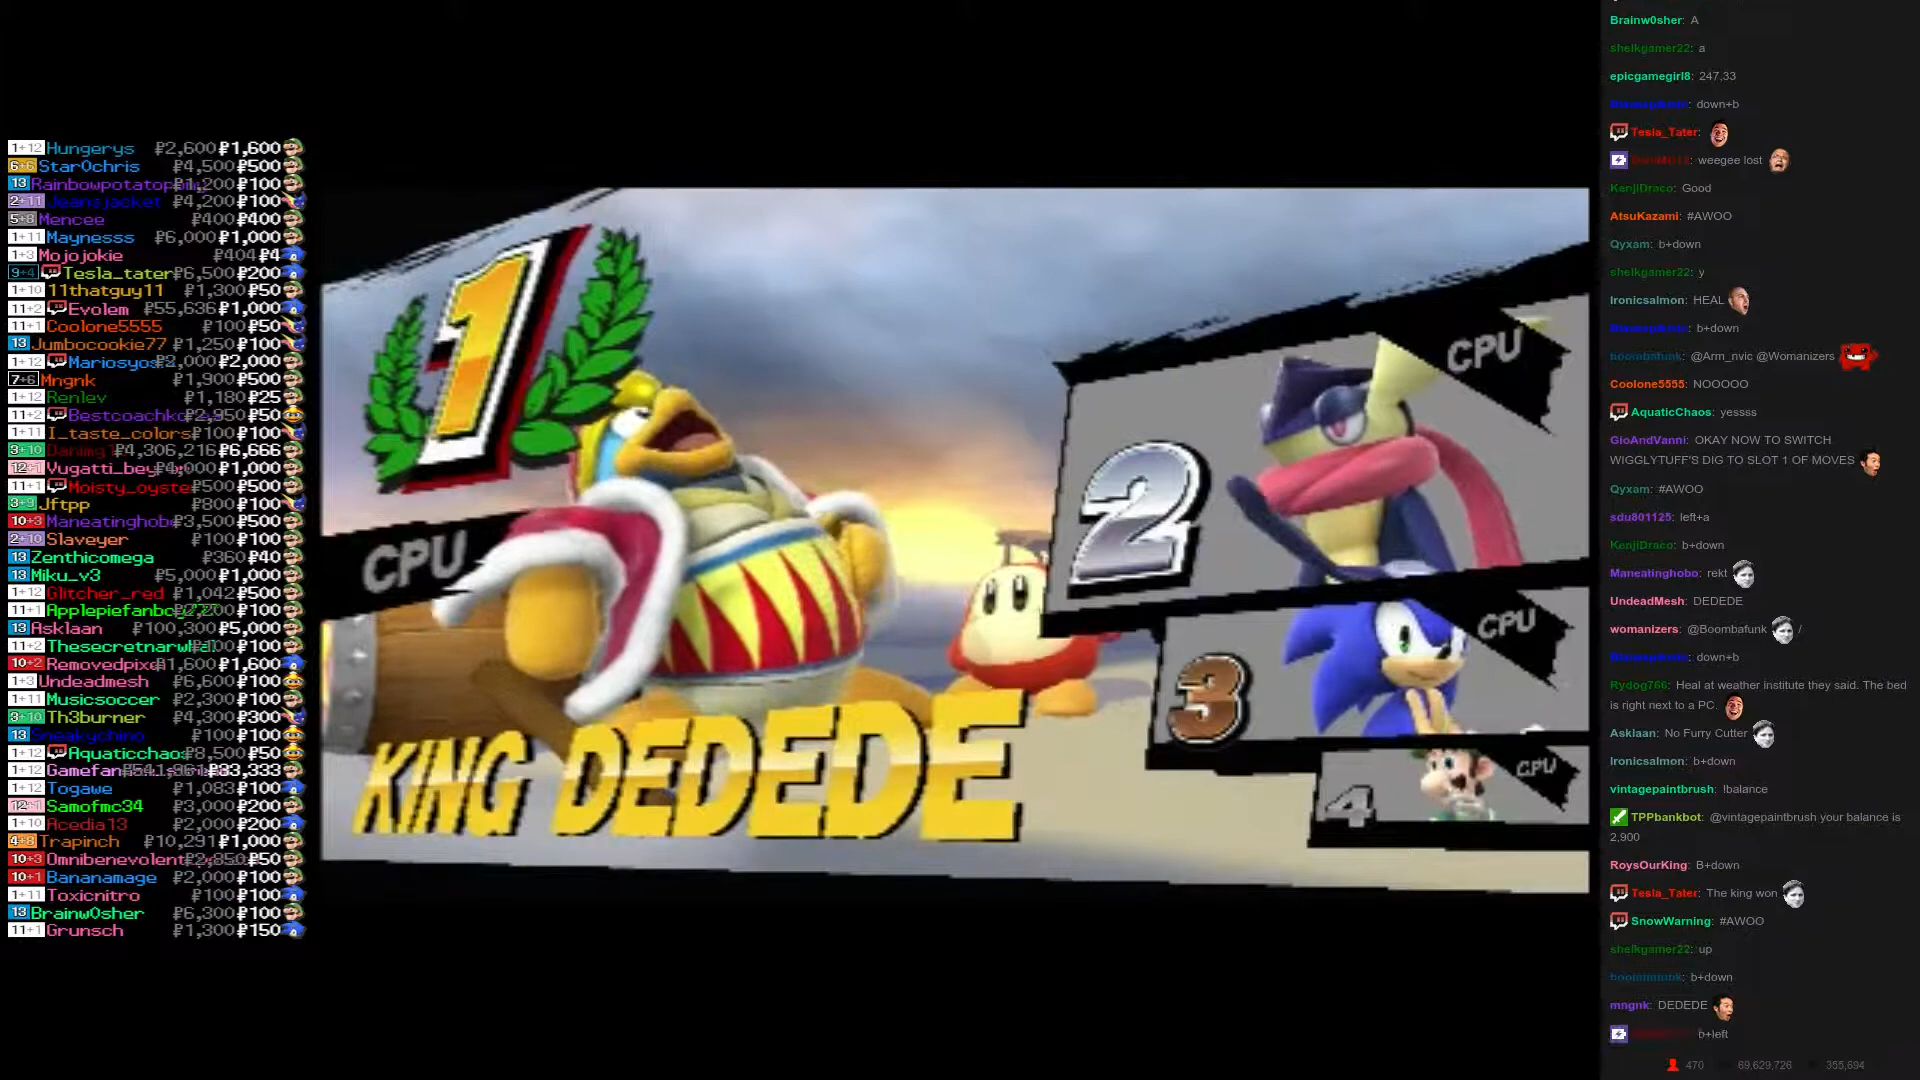 1+12 Hungerys ₽2,600 ₽1,600
6+6 Star0chris ₽4,500 ₽500
13 Rainbowpotatop ₽1,200 ₽100
2+11 Jeansjacket ₽4,200 ₽100
5+8 Mencee ₽400 ₽400
1+11 Maynesss ₽6,000 ₽1,000
1+3 Mojojokie ₽404 ₽4
9+4 Tesla_tater ₽6,500 ₽200
1+10 11thatguy11 ₽1,300 ₽50
11+2 Evolem ₽55,636 ₽1,000
11+1 Coolone5555 ₽100 ₽50
13 Jumbocookie77 ₽1,250 ₽100
1+12 Mariosyos ₽2,000 ₽2,000
7+6 Mngnk ₽1,900 ₽500
1+12 Renlev ₽1,180 ₽25
11+2 Bestcoachk ₽2,950 ₽50
1+11 I_taste_colors ₽100 ₽100
3+10 ₽4,306,216 ₽6,666
12+1 Vugatti_bey ₽4,000 ₽1,000
11+1 Moisty_oyste ₽500 ₽500
3+9 Jftpp ₽800 ₽100
10+3 Maneatinghob ₽3,500 ₽500
2+10 Slaveyer ₽100 ₽100
13 Zenthicomega ₽360 ₽40
13 Miku_v3 ₽5,000 ₽1,000
1+12 Glitcher_red ₽1,042 ₽500
11+1 Applepiefanboy ₽100
13 Asklaan ₽100,300 ₽5,000
11+2 Thesecretnarwhal ₽100
10+2 Removedpixe ₽1,600 ₽1,600
1+3 Undeadmesh ₽6,600 ₽100
1+11 Musicsoccer ₽2,300 ₽100
3+10 Th3burner ₽4,300 ₽300
13 Sneakychino ₽100 ₽100
1+12 Aquaticchaos ₽8,500 ₽50
1+12 Gamefan ₽33,333
1+12 Togawe ₽1,083 ₽100
12+1 Samofmc34 ₽3,000 ₽200
1+10 Acedia13 ₽2,000 ₽200
4+8 Trapinch ₽10,291 ₽1,000
10+3 Omnibenevolent ₽2,850 ₽50
10+1 Bananamage ₽2,000 ₽100
1+11 Toxicnitro ₽100 ₽100
13 Brainw0sher ₽6,300 ₽100
11+1 Grunsch ₽1,300 ₽150
1
CPU
KING DEDEDE
2
CPU
3
CPU
4
CPU
Brainw0sher: A
shelkgamer22: a
epicgamegirl8: 247,33
down+b
Tesla_Tater:
weegee lost
KenjiDraco: Good
AtsuKazami: #AWOO
Qyxam: b+down
shelkgamer22: y
Ironicsalmon: HEAL
b+down
boombafunk: @Arm_nvic @Womanizers
Coolone5555: NOOOOO
AquaticChaos: yessss
GioAndVanni: OKAY NOW TO SWITCH
WIGGLYTUFF'S DIG TO SLOT 1 OF MOVES
Qyxam: #AWOO
sdu801125: left+a
KenjiDraco: b+down
Maneatinghobo: rekt
UndeadMesh: DEDEDE
womanizers: @Boombafunk /
down+b
Rydog766: Heal at weather institute they said. The bed
is right next to a PC.
Asklaan: No Furry Cutter
Ironicsalmon: b+down
vintagepaintbrush: !balance
TPPbankbot: @vintagepaintbrush your balance is
2,900
RoysOurKing: B+down
Tesla_Tater: The king won
SnowWarning: #AWOO
shelkgamer22: up
boombafunk: b+down
mngnk: DEDEDE
b+left
470 69,629,726 355,694